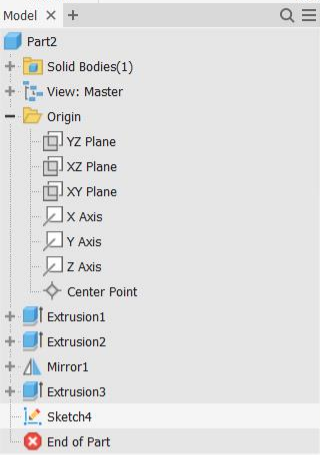 Model
Part2
Solid Bodies(1)
View: Master
Origin
YZ Plane
XZ Plane
XY Plane
X Axis
Y Axis
Z Axis
Center Point
Extrusion1
Extrusion2
Mirror1
Extrusion3
Sketch4
End of Part